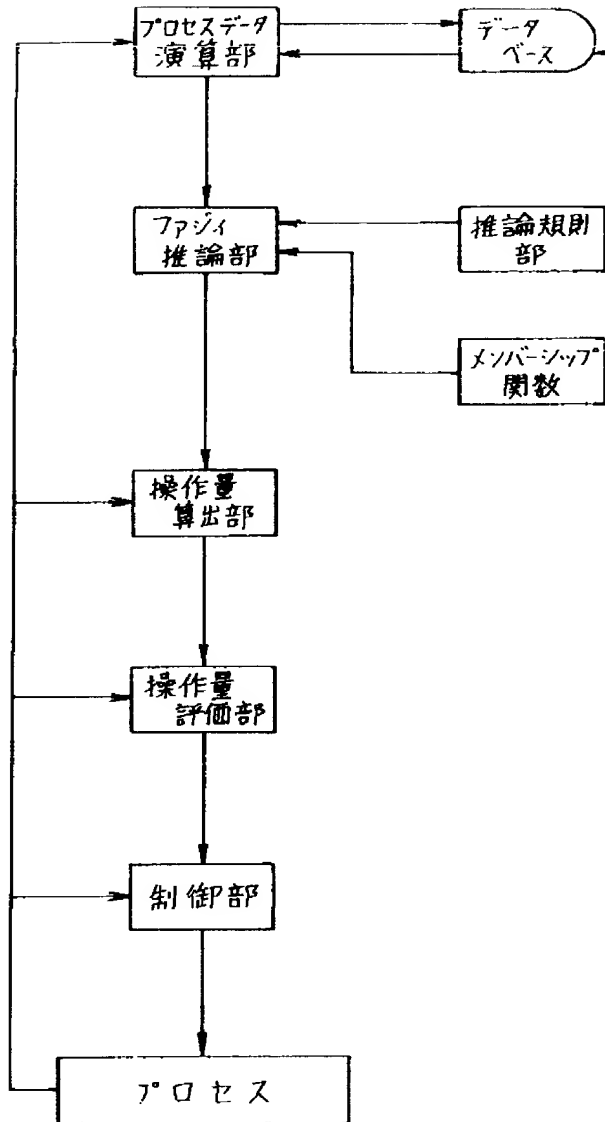 プロセスデータ
演算部
データ
ベース
ファジィ
推論部
推論規則
部
メンバーシップ
関数
操作量
算出部
操作量
評価部
制御部
プロセス